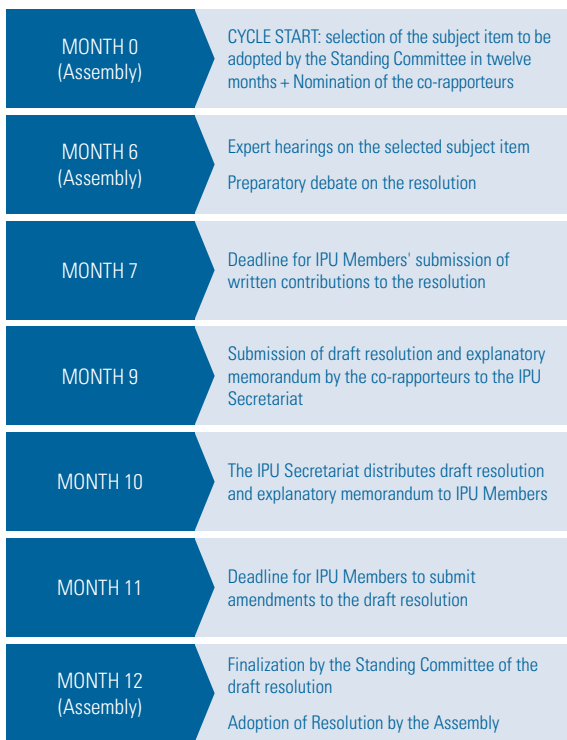 MONTH 0
(Assembly)
CYCLE START: selection of the subject item to be
adopted by the Standing Committee in twelve
months + Nomination of the co-rapporteurs
MONTH 6
(Assembly)
Expert hearings on the selected subject item
Preparatory debate on the resolution
MONTH 7
Deadline for IPU Members' submission of
written contributions to the resolution
MONTH 9
Submission of draft resolution and explanatory
memorandum by the co-rapporteurs to the IPU
Secretariat
MONTH 10
The IPU Secretariat distributes draft resolution
and explanatory memorandum to IPU Members
MONTH 11
Deadline for IPU Members to submit
amendments to the draft resolution
MONTH 12
(Assembly)
Finalization by the Standing Committee of the
draft resolution
Adoption of Resolution by the Assembly